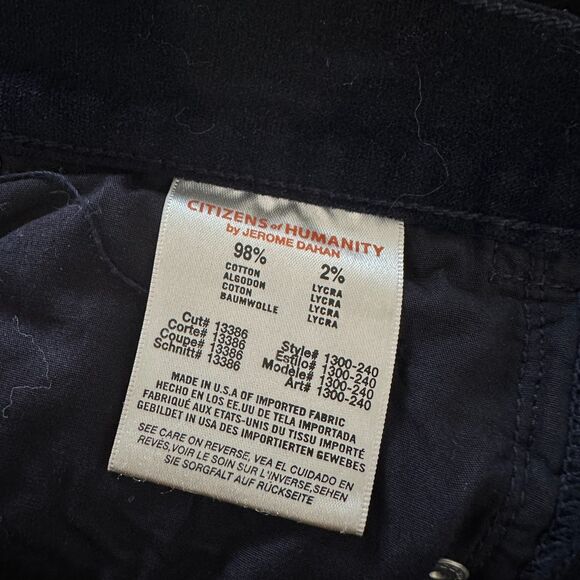 CITIZENS of HUMANITY
by JEROME DAHAN
98% 2%
COTTON LYCRA
ALGODON LYCRA
COTON LYCRA
BAUMWOLLE LYCRA
Cut# 13386 Style# 1300-240
Corte# 13386 Estilo# 1300-240
Coupe# 13386 Modele# 1300-240
Schnitt# 13386 Art# 1300-240
MADE IN U.S.A OF IMPORTED FABRIC
HECHO EN LOS EE.UU DE TELA IMPORTADA
FABRIQUÉ AUX ETATS-UNIS DU TISSU IMPORTÉ
GEBILDET IN USA DES IMPORTIERTEN GEWEBES
SEE CARE ON REVERSE, VEA EL CUIDADO EN
REVÉS,VOIR LE SOIN SUR L'INVERSE,SEHEN
SIE SORGFALT AUF RÜCKSEITE